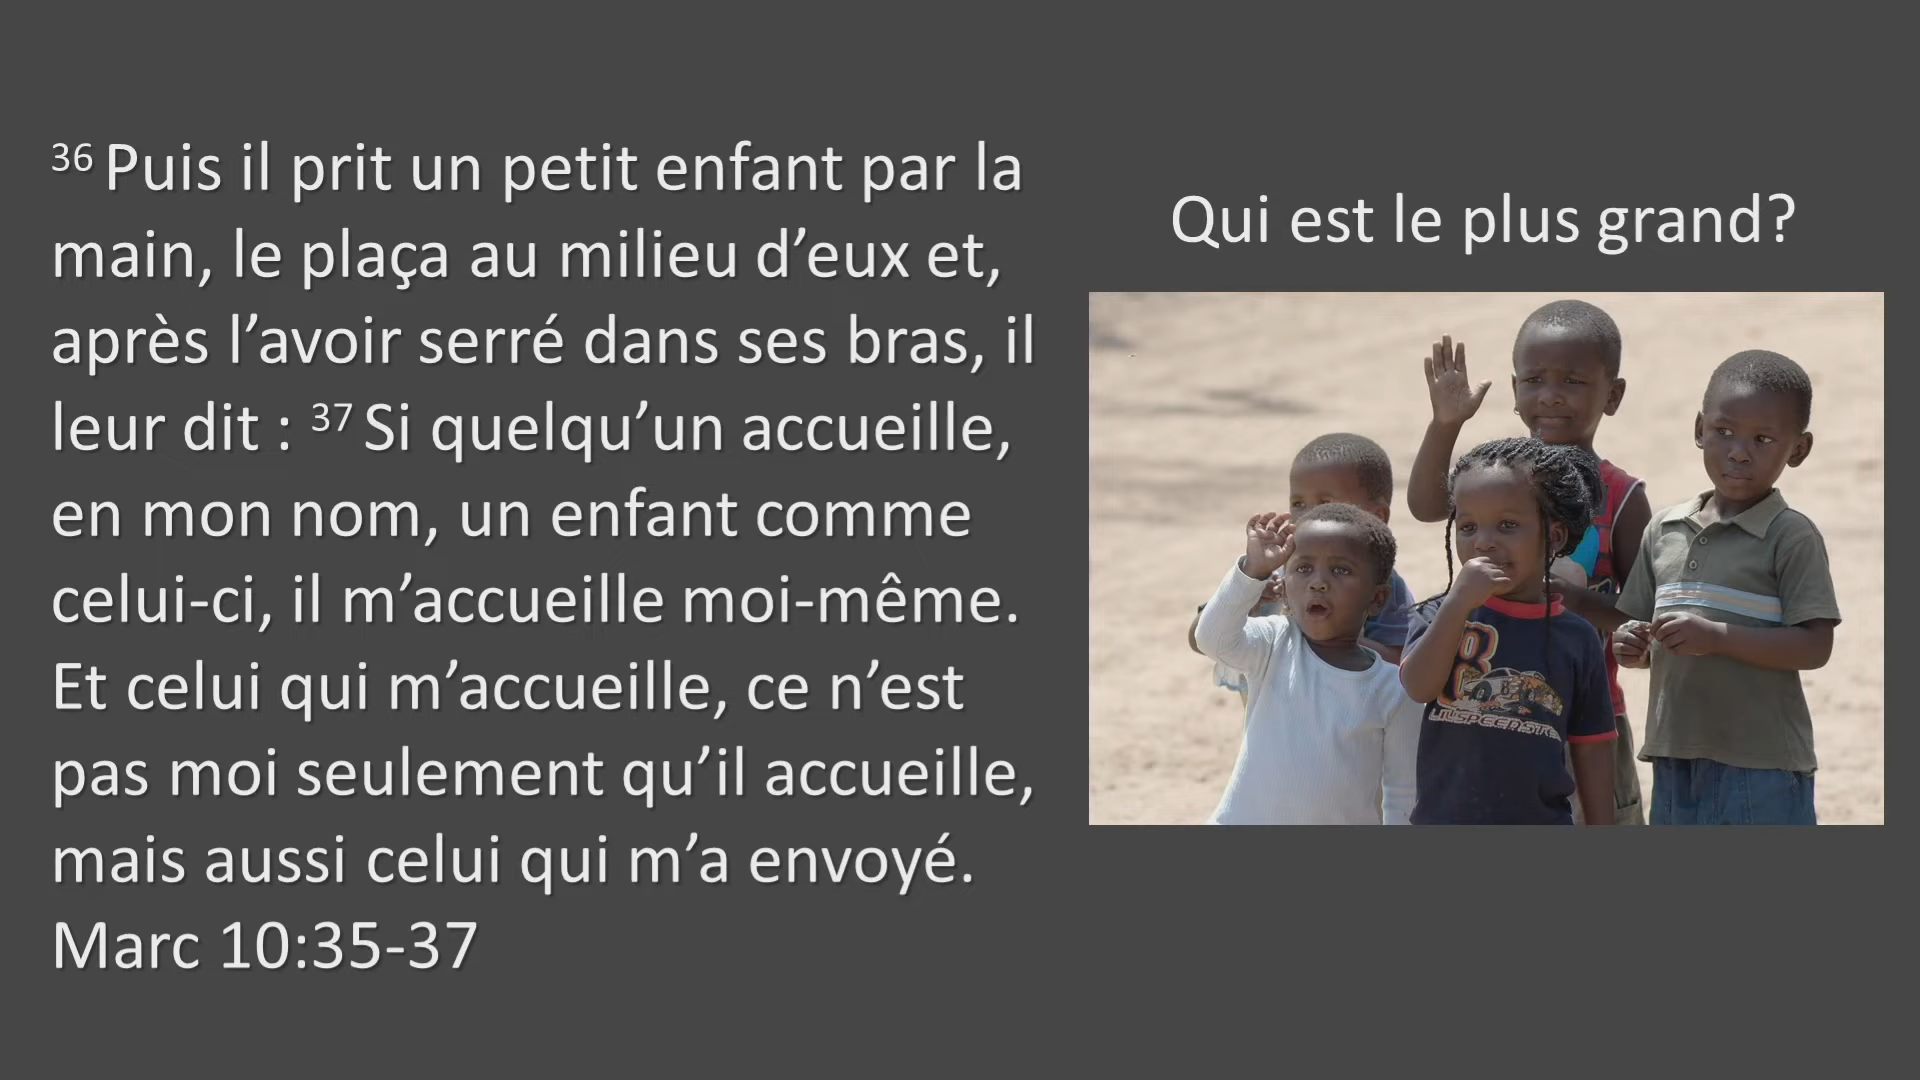 36 Puis il prit un petit enfant par la
main, le plaça au milieu d’eux et,
après l’avoir serré dans ses bras, il
leur dit : 37 Si quelqu’un accueille,
en mon nom, un enfant comme
celui-ci, il m’accueille moi-même.
Et celui qui m’accueille, ce n’est
pas moi seulement qu’il accueille,
mais aussi celui qui m’a envoyé.
Marc 10:35-37
Qui est le plus grand?
8